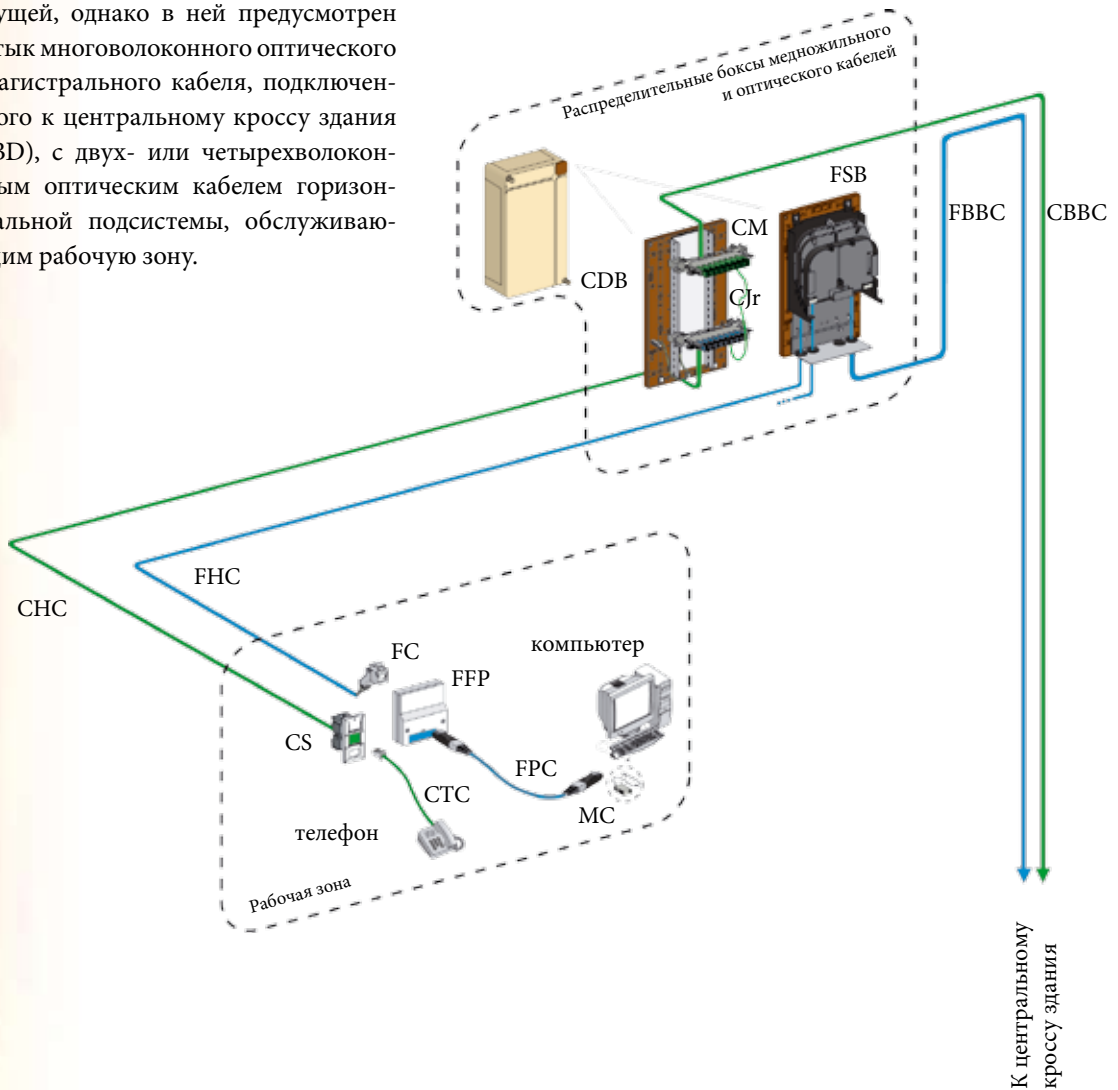 ущей, однако в ней предусмотрен
тык многоволоконного оптического
агистрального кабеля, подключен-
ого к центральному кроссу здания
BD), с двух- или четырехволокон-
ым оптическим кабелем горизон-
альной подсистемы, обслуживаю-
им рабочую зону.
Распределительные боксы медножильного
и оптического кабелей
FSB
FBBC
CBBC
CM
CDB
CJr
FHC
CHC
компьютер
FC
FFP
CS
FPC
CTC
MC
телефон
Рабочая зона
К центральному
кроссу здания